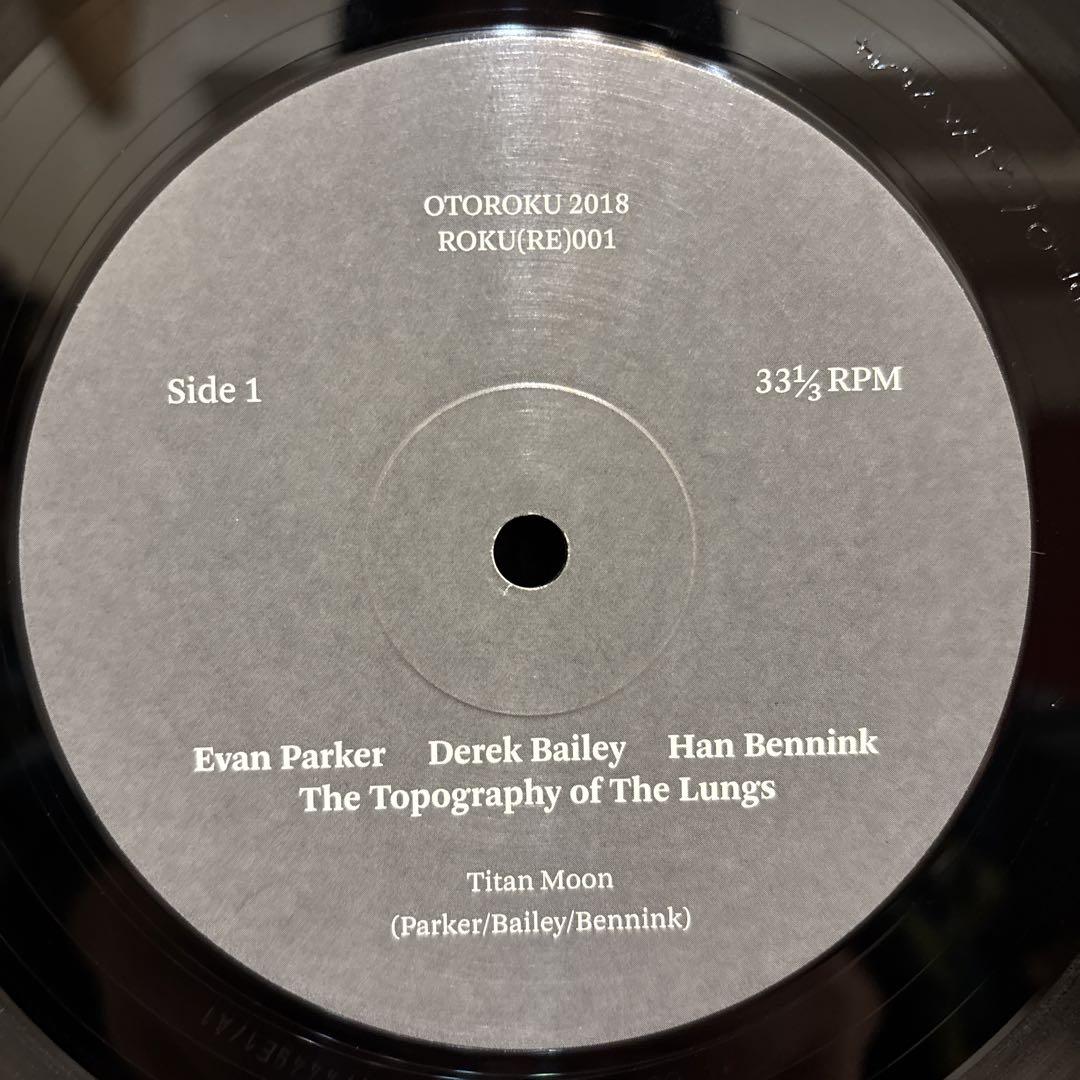 OTOROKU 2018
ROKU(RE)001
Side 1
33⅓ RPM
Evan Parker Derek Bailey Han Bennink
The Topography of The Lungs
Titan Moon
(Parker/Bailey/Bennink)